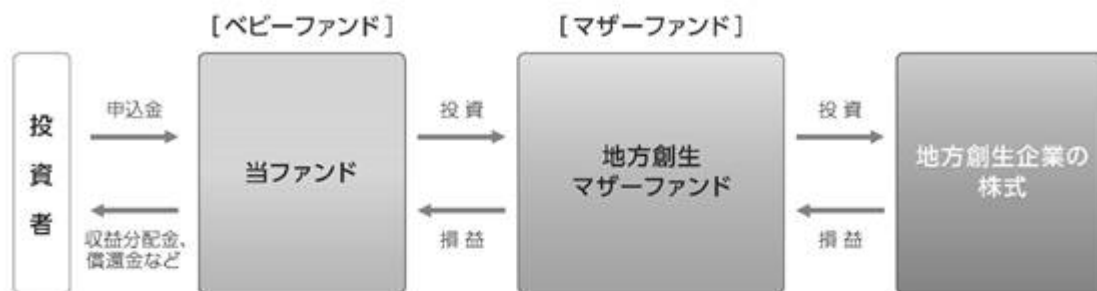 [ベビーファンド]
[マザーファンド]
投資者
申込金
収益分配金、
償還金など
当ファンド
投資
損益
地方創生
マザーファンド
投資
損益
地方創生企業の
株式